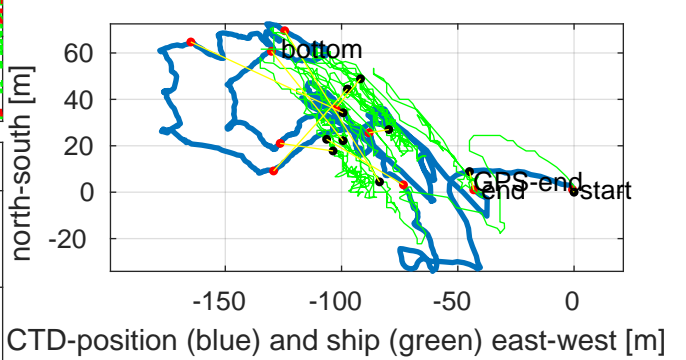 60
bottom
40
20
0
GPS-end
end
start
-20
north-south [m]
-150
-100
-50
0
CTD-position (blue) and ship (green) east-west [m]